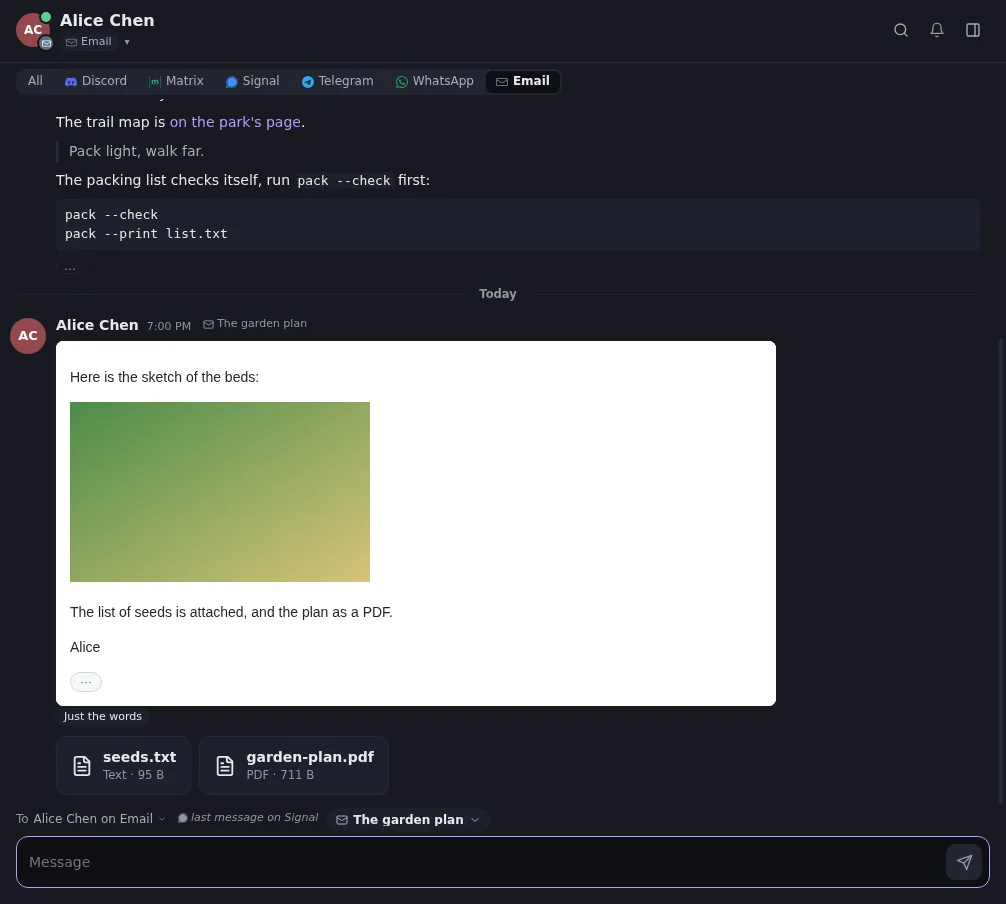 AC
Alice Chen
Email
All
Discord
Matrix
Signal
Telegram
WhatsApp
Email
The trail map is on the park's page.
Pack light, walk far.
The packing list checks itself, run pack --check first:
pack --check
pack --print list.txt
...
Today
AC
Alice Chen 7:00 PM The garden plan
Here is the sketch of the beds:
The list of seeds is attached, and the plan as a PDF.
Alice
...
Just the words
seeds.txt
Text · 95 B
garden-plan.pdf
PDF · 711 B
To Alice Chen on Email last message on Signal The garden plan
Message